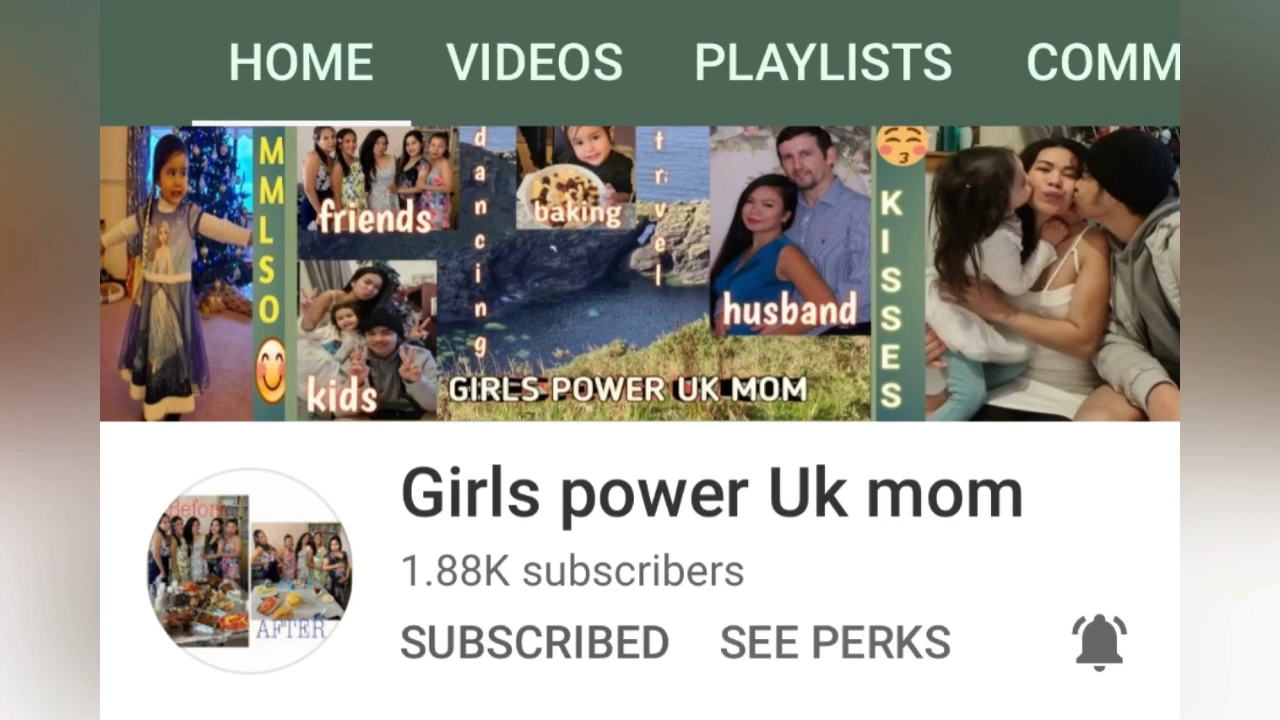 HOME VIDEOS PLAYLISTS COMM
MMLSO
friends
dancing
baking
husband
KISSES
kids
GIRLS POWER UK MOM
Girls power Uk mom
1.88K subscribers
Before
AFTER
SUBSCRIBED SEE PERKS